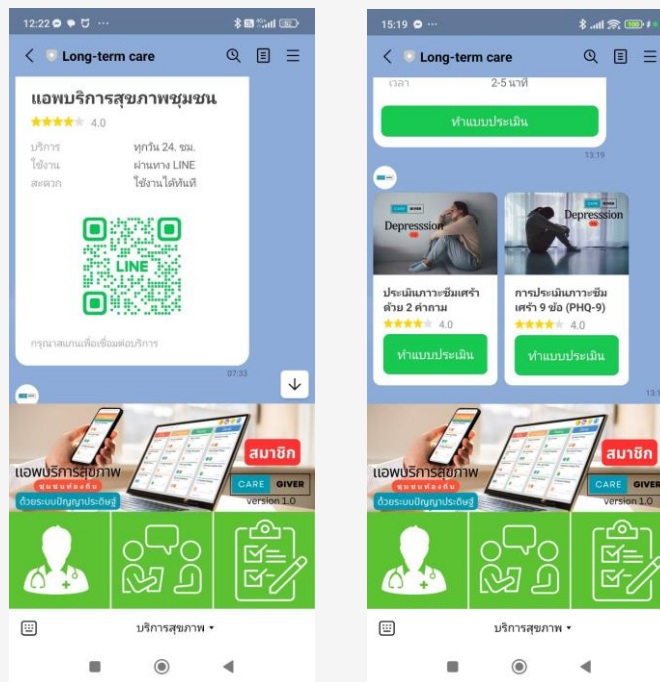 12:22
Long-term care
แอพบริการสุขภาพชุมชน
4.0
บริการ ทุกวัน 24. ชม.
ใช้งาน ผ่านทาง LINE
สะดวก ใช้งานได้ทันที
LINE
กรุณาสแกนเพื่อเชื่อมต่อบริการ
07:33
แอพบริการสุขภาพ
ชุมชนท้องถิ่น
ด้วยระบบปัญญาประดิษฐ์
สมาชิก
CARE GIVER
version 1.0
บริการสุขภาพ
15:19
100
Long-term care
เวลา 2-5 นาที
ทำแบบประเมิน
13:19
Depresssion
ประเมินภาวะซึมเศร้า
ด้วย 2 คำถาม
4.0
ทำแบบประเมิน
Depresssion
การประเมินภาวะซึม
เศร้า 9 ข้อ (PHQ-9)
4.0
ทำแบบประเมิน
แอพบริการสุขภาพ
ชุมชนท้องถิ่น
ด้วยระบบปัญญาประดิษฐ์
สมาชิก
CARE GIVER
version 1.0
บริการสุขภาพ